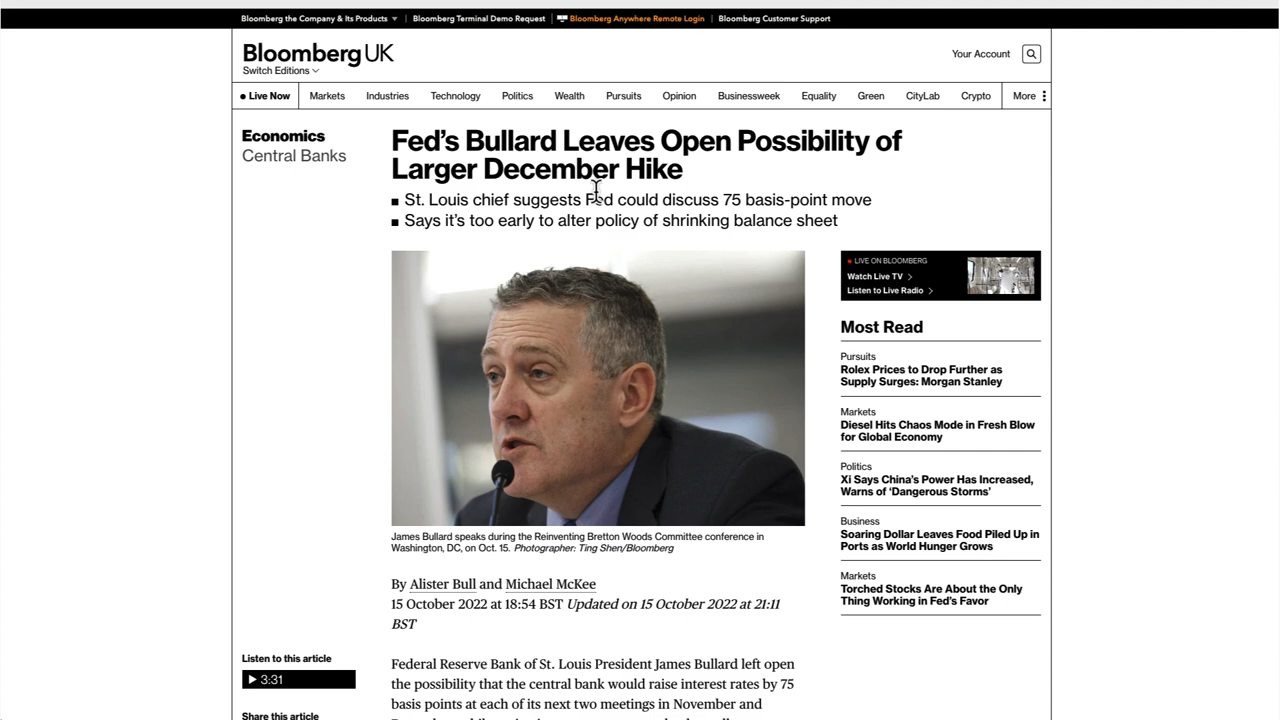 Bloomberg the Company & Its Products
Bloomberg Terminal Demo Request
Bloomberg Anywhere Remote Login
Bloomberg Customer Support
Bloomberg UK
Switch Editions
Your Account
Live Now
Markets
Industries
Technology
Politics
Wealth
Pursuits
Opinion
Businessweek
Equality
Green
CityLab
Crypto
More
Economics
Central Banks
Fed’s Bullard Leaves Open Possibility of
Larger December Hike
■ St. Louis chief suggests Fed could discuss 75 basis-point move
■ Says it’s too early to alter policy of shrinking balance sheet
James Bullard speaks during the Reinventing Bretton Woods Committee conference in
Washington, DC, on Oct. 15. Photographer: Ting Shen/Bloomberg
By Alister Bull and Michael McKee
15 October 2022 at 18:54 BST Updated on 15 October 2022 at 21:11
BST
Listen to this article
3:31
Share this article
Federal Reserve Bank of St. Louis President James Bullard left open
the possibility that the central bank would raise interest rates by 75
basis points at each of its next two meetings in November and
LIVE ON BLOOMBERG
Watch Live TV
Listen to Live Radio
Most Read
Pursuits
Rolex Prices to Drop Further as
Supply Surges: Morgan Stanley
Markets
Diesel Hits Chaos Mode in Fresh Blow
for Global Economy
Politics
Xi Says China’s Power Has Increased,
Warns of ‘Dangerous Storms’
Business
Soaring Dollar Leaves Food Piled Up in
Ports as World Hunger Grows
Markets
Torched Stocks Are About the Only
Thing Working in Fed’s Favor